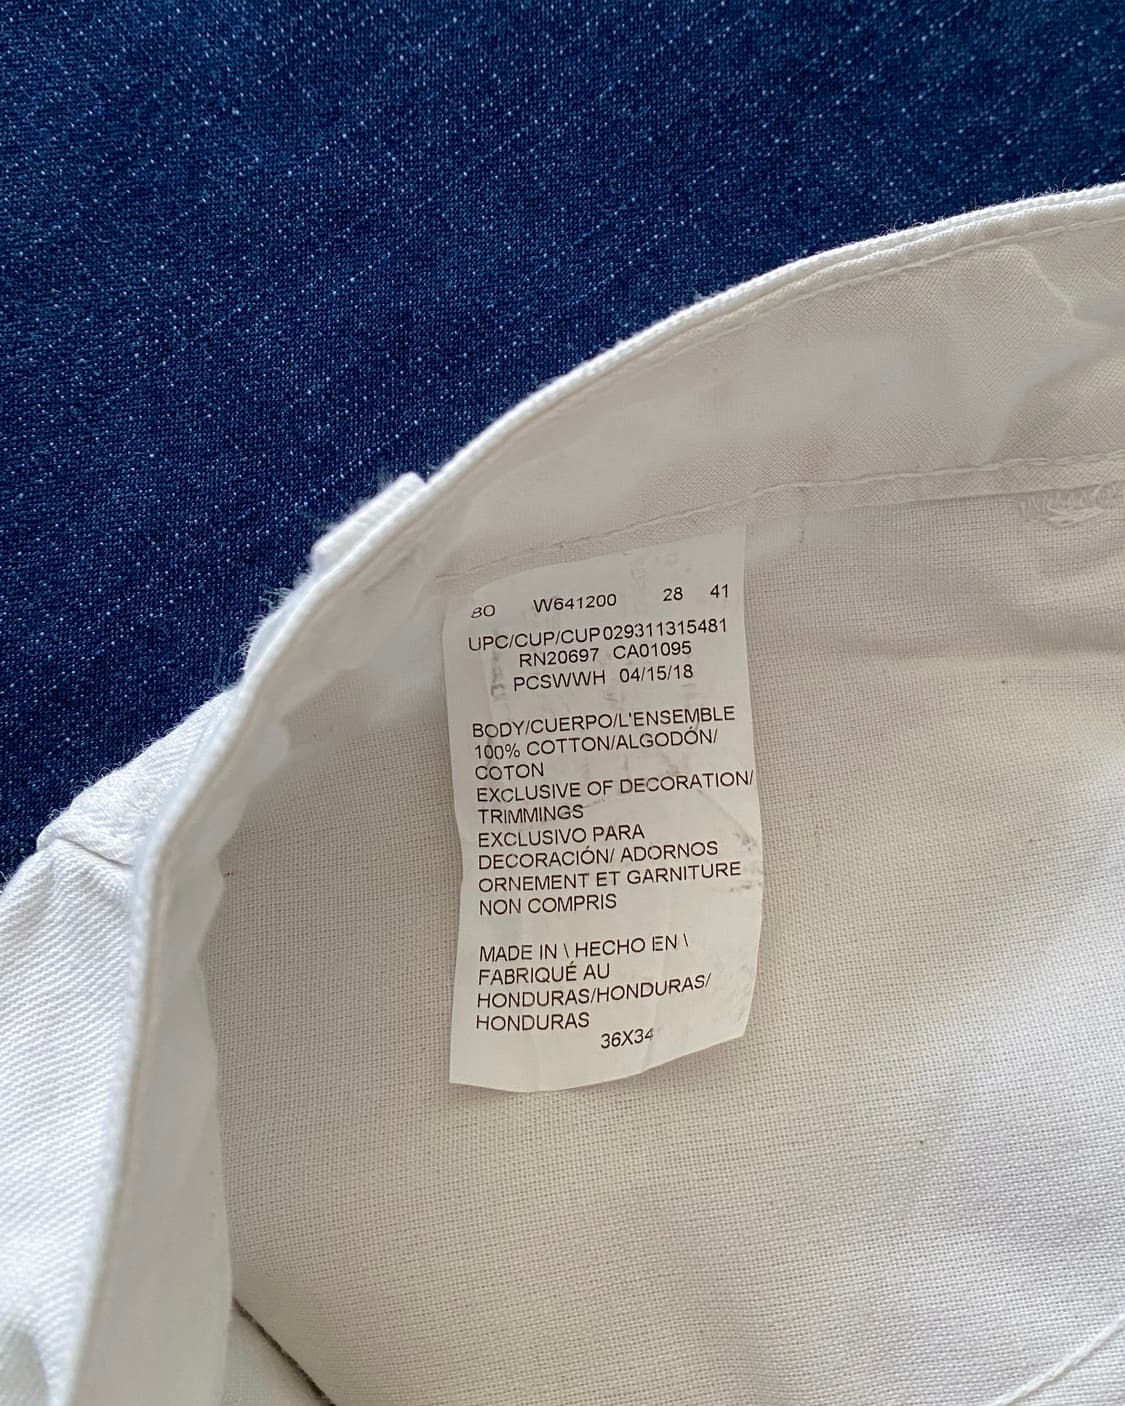 80 W641200 28 41
UPC/CUP/CUP 029311315481
RN20697 CA01095
PCSWWH 04/15/18
BODY/CUERPO/L'ENSEMBLE
100% COTTON/ALGODÓN/
COTON
EXCLUSIVE OF DECORATION/
TRIMMINGS
EXCLUSIVO PARA
DECORACIÓN/ ADORNOS
ORNEMENT ET GARNITURE
NON COMPRIS
MADE IN \ HECHO EN \
FABRIQUÉ AU
HONDURAS/HONDURAS/
HONDURAS
36X34